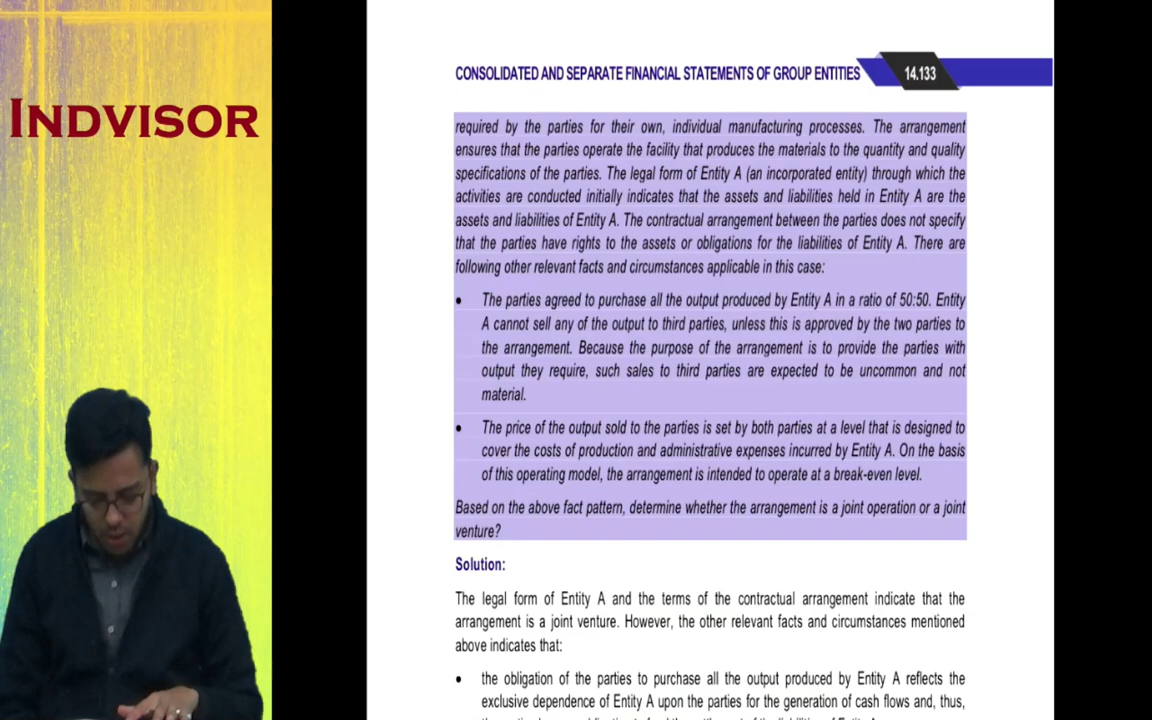 INDVISOR
CONSOLIDATED AND SEPARATE FINANCIAL STATEMENTS OF GROUP ENTITIES 14.133
required by the parties for their own, individual manufacturing processes. The arrangement
ensures that the parties operate the facility that produces the materials to the quantity and quality
specifications of the parties. The legal form of Entity A (an incorporated entity) through which the
activities are conducted initially indicates that the assets and liabilities held in Entity A are the
assets and liabilities of Entity A. The contractual arrangement between the parties does not specify
that the parties have rights to the assets or obligations for the liabilities of Entity A. There are
following other relevant facts and circumstances applicable in this case:
• The parties agreed to purchase all the output produced by Entity A in a ratio of 50:50. Entity
A cannot sell any of the output to third parties, unless this is approved by the two parties to
the arrangement. Because the purpose of the arrangement is to provide the parties with
output they require, such sales to third parties are expected to be uncommon and not
material.
• The price of the output sold to the parties is set by both parties at a level that is designed to
cover the costs of production and administrative expenses incurred by Entity A. On the basis
of this operating model, the arrangement is intended to operate at a break-even level.
Based on the above fact pattern, determine whether the arrangement is a joint operation or a joint
venture?
Solution:
The legal form of Entity A and the terms of the contractual arrangement indicate that the
arrangement is a joint venture. However, the other relevant facts and circumstances mentioned
above indicates that:
• the obligation of the parties to purchase all the output produced by Entity A reflects the
exclusive dependence of Entity A upon the parties for the generation of cash flows and, thus,